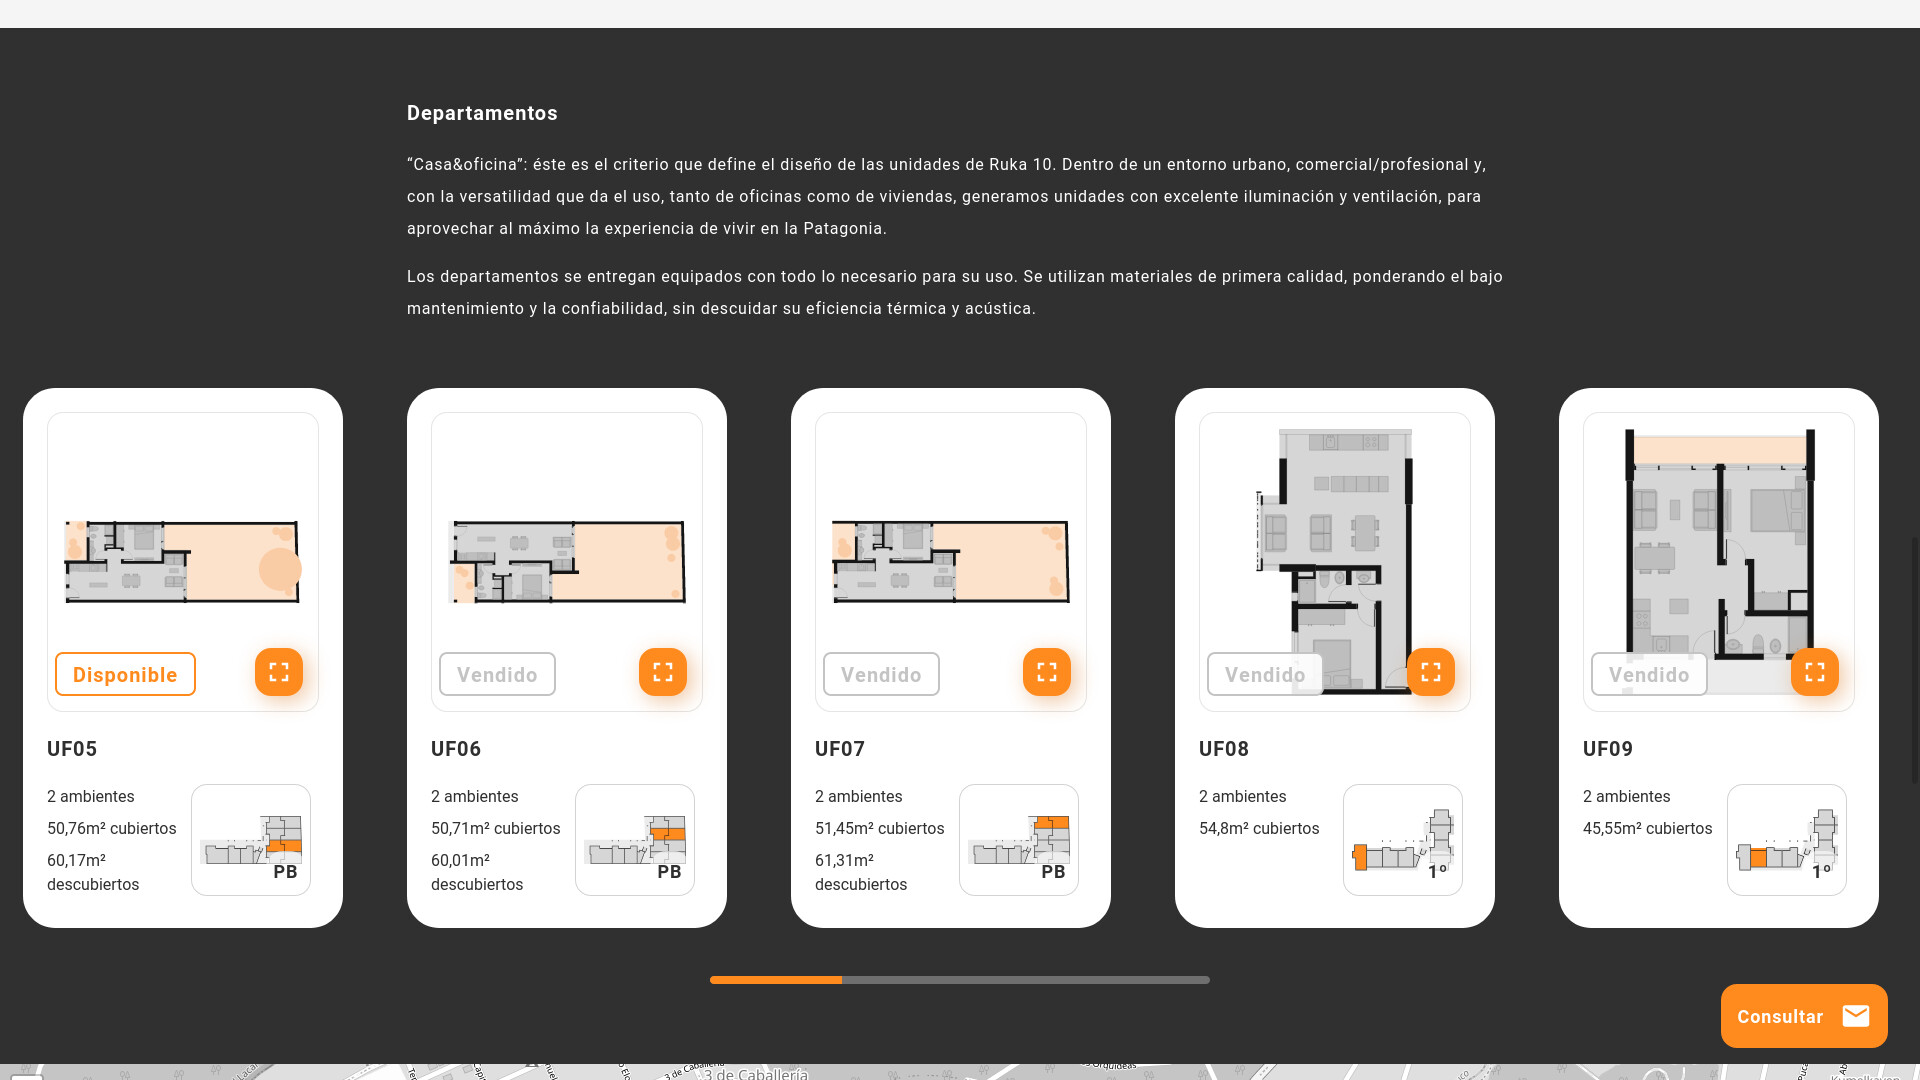 Departamentos
“Casa&oficina”: éste es el criterio que define el diseño de las unidades de Ruka 10. Dentro de un entorno urbano, comercial/profesional y,
con la versatilidad que da el uso, tanto de oficinas como de viviendas, generamos unidades con excelente iluminación y ventilación, para
aprovechar al máximo la experiencia de vivir en la Patagonia.
Los departamentos se entregan equipados con todo lo necesario para su uso. Se utilizan materiales de primera calidad, ponderando el bajo
mantenimiento y la confiabilidad, sin descuidar su eficiencia térmica y acústica.
Disponible
UF05
2 ambientes
50,76m² cubiertos
60,17m²
descubiertos
PB
Vendido
UF06
2 ambientes
50,71m² cubiertos
60,01m²
descubiertos
PB
Vendido
UF07
2 ambientes
51,45m² cubiertos
61,31m²
descubiertos
PB
Vendido
UF08
2 ambientes
54,8m² cubiertos
1º
Vendido
UF09
2 ambientes
45,55m² cubiertos
1º
Consultar
3 de Caballería
3 de Caballería